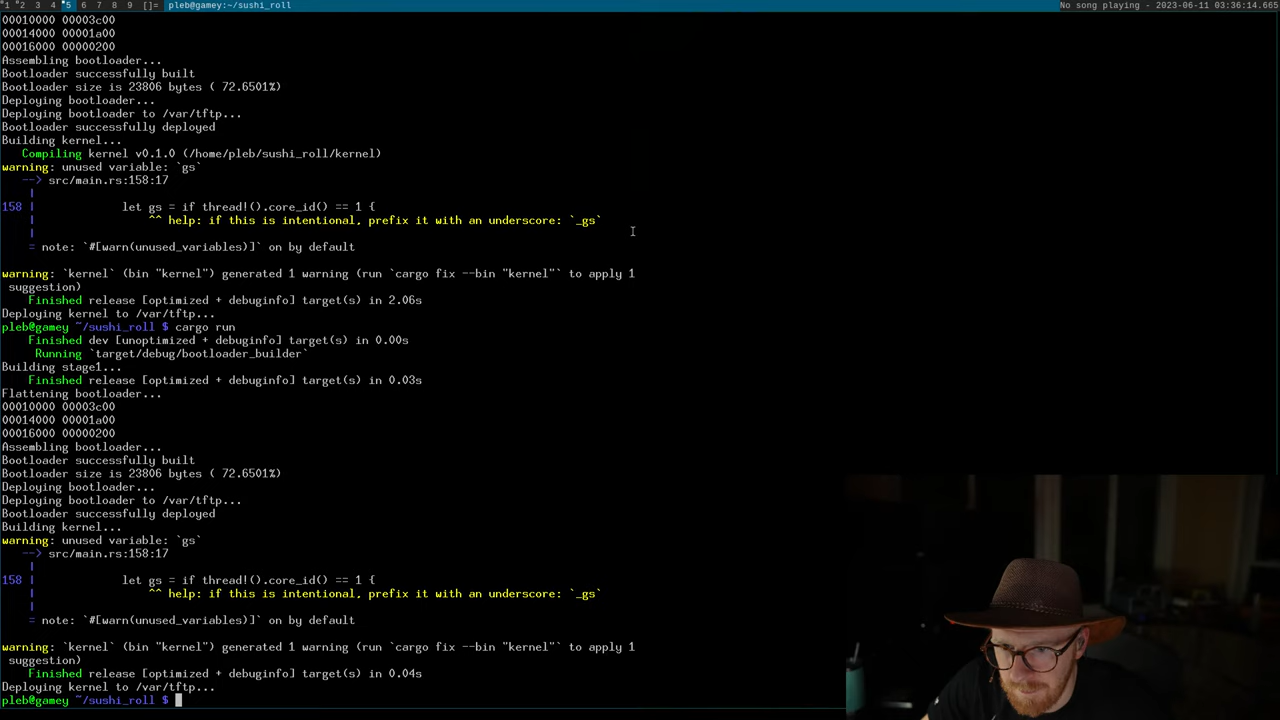 1 2 3 4 5 6 7 8 9 []= pleb@gamey:~/sushi_roll No song playing - 2023-06-11 03:36:14.665
00010000 00003c00
00014000 00001a00
00016000 00000200
Assembling bootloader...
Bootloader successfully built
Bootloader size is 23806 bytes ( 72.6501%)
Deploying bootloader...
Deploying bootloader to /var/tftp...
Bootloader successfully deployed
Building kernel...
Compiling kernel v0.1.0 (/home/pleb/sushi_roll/kernel)
warning: unused variable: `gs`
--> src/main.rs:158:17
|
158 | let gs = if thread!().core_id() == 1 {
| ^^ help: if this is intentional, prefix it with an underscore: `_gs`
|
= note: `#[warn(unused_variables)]` on by default
warning: `kernel` (bin "kernel") generated 1 warning (run `cargo fix --bin "kernel"` to apply 1
suggestion)
Finished release [optimized + debuginfo] target(s) in 2.06s
Deploying kernel to /var/tftp...
pleb@gamey ~/sushi_roll $ cargo run
Finished dev [unoptimized + debuginfo] target(s) in 0.00s
Running `target/debug/bootloader_builder`
Building stage1...
Finished release [optimized + debuginfo] target(s) in 0.03s
Flattening bootloader...
00010000 00003c00
00014000 00001a00
00016000 00000200
Assembling bootloader...
Bootloader successfully built
Bootloader size is 23806 bytes ( 72.6501%)
Deploying bootloader...
Deploying bootloader to /var/tftp...
Bootloader successfully deployed
Building kernel...
warning: unused variable: `gs`
--> src/main.rs:158:17
|
158 | let gs = if thread!().core_id() == 1 {
| ^^ help: if this is intentional, prefix it with an underscore: `_gs`
|
= note: `#[warn(unused_variables)]` on by default
warning: `kernel` (bin "kernel") generated 1 warning (run `cargo fix --bin "kernel"` to apply 1
suggestion)
Finished release [optimized + debuginfo] target(s) in 0.04s
Deploying kernel to /var/tftp...
pleb@gamey ~/sushi_roll $